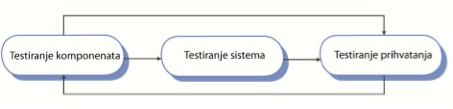 Testiranje komponenata
Testiranje sistema
Testiranje prihvatanja